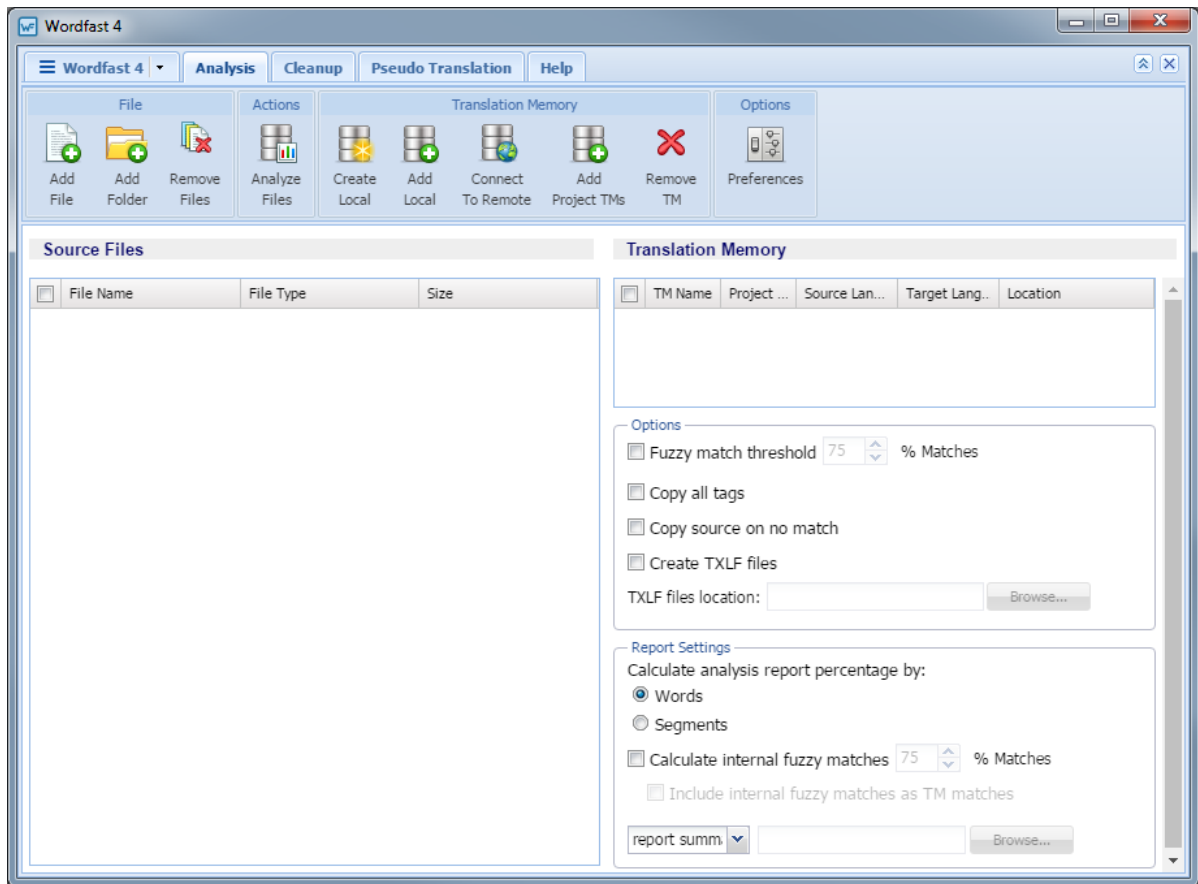 Wordfast 4
Wordfast 4 Analysis Cleanup Pseudo Translation Help
File Actions Translation Memory Options
Add File
Add Folder
Remove Files
Analyze Files
Create Local
Add Local
Connect To Remote
Add Project TMs
Remove TM
Preferences
Source Files
File Name File Type Size
Translation Memory
TM Name Project ... Source Lan... Target Lang.. Location
Options
Fuzzy match threshold 75 % Matches
Copy all tags
Copy source on no match
Create TXLF files
TXLF files location: Browse...
Report Settings
Calculate analysis report percentage by:
Words
Segments
Calculate internal fuzzy matches 75 % Matches
Include internal fuzzy matches as TM matches
report summ Browse...